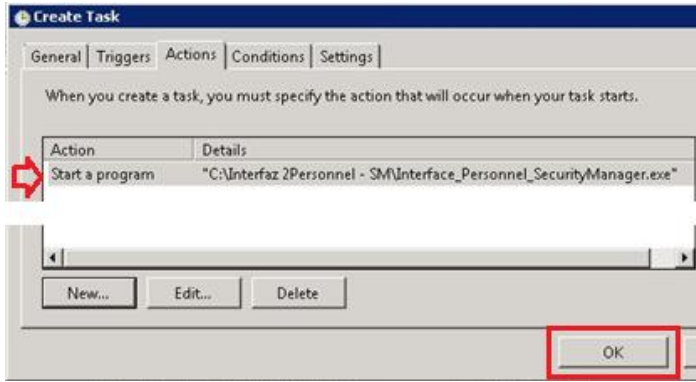 Create Task
General Triggers Actions Conditions Settings
When you create a task, you must specify the action that will occur when your task starts.
Action Details
Start a program "C:\Interfaz 2Personnel - SM\Interface_Personnel_SecurityManager.exe"
New... Edit... Delete
OK